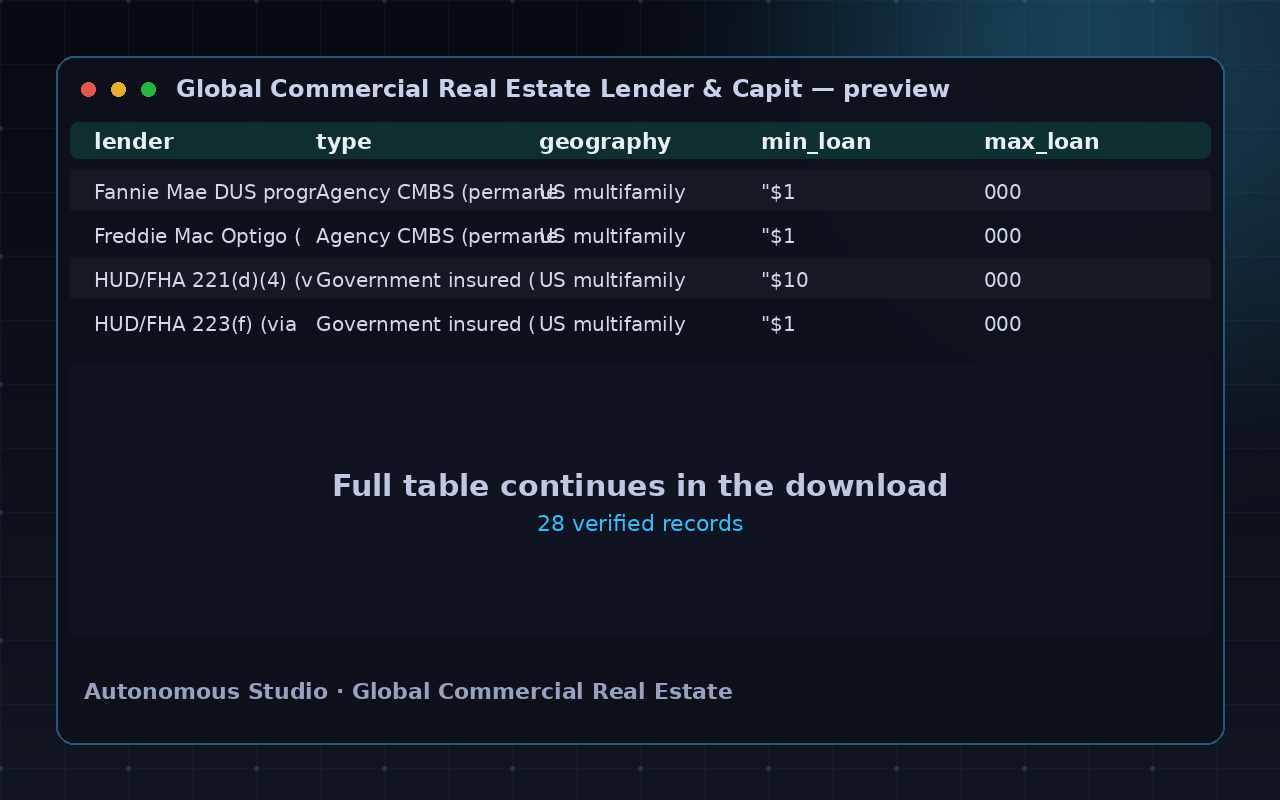 Global Commercial Real Estate Lender & Capit — preview
lender type geography min_loan max_loan
Fannie Mae DUS progr Agency CMBS (permane US multifamily "$1 000
Freddie Mac Optigo ( Agency CMBS (permane US multifamily "$1 000
HUD/FHA 221(d)(4) (v Government insured ( US multifamily "$10 000
HUD/FHA 223(f) (via Government insured ( US multifamily "$1 000
Full table continues in the download
28 verified records
Autonomous Studio · Global Commercial Real Estate